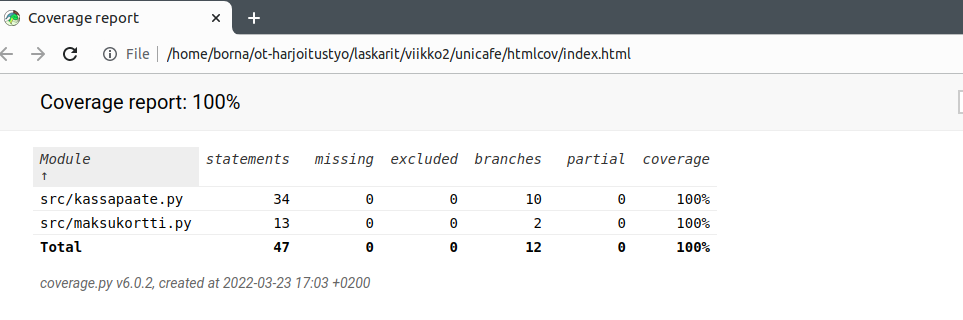 Coverage report
File /home/borna/ot-harjoitustyo/laskarit/viikko2/unicafe/htmlcov/index.html
Coverage report: 100%
Module ↑ statements missing excluded branches partial coverage
src/kassapaate.py 34 0 0 10 0 100%
src/maksukortti.py 13 0 0 2 0 100%
Total 47 0 0 12 0 100%
coverage.py v6.0.2, created at 2022-03-23 17:03 +0200